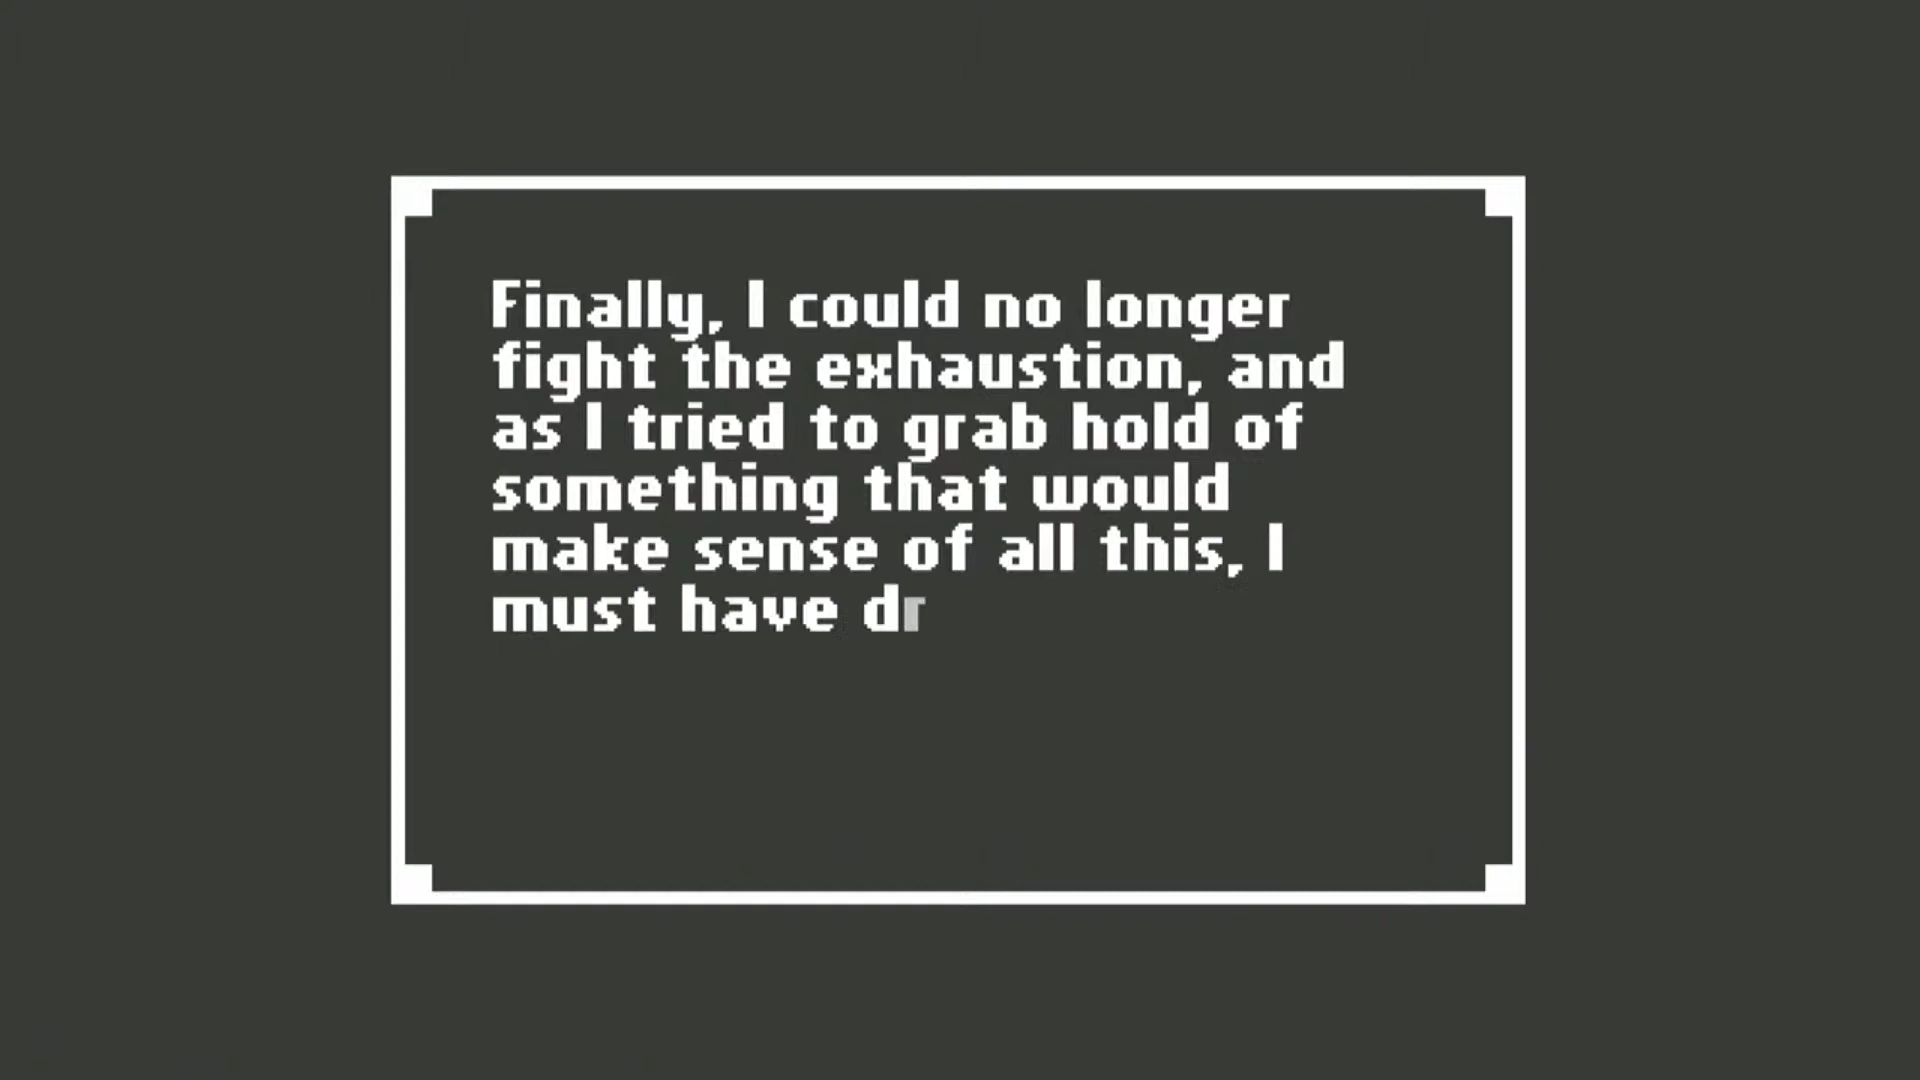 Finally, I could no longer
fight the exhaustion, and
as I tried to grab hold of
something that would
make sense of all this, I
must have dr